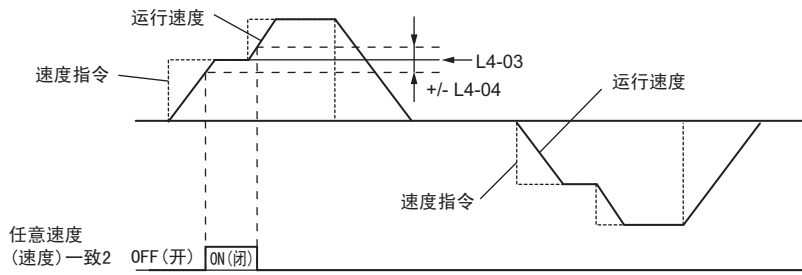 运行速度
L4-03
速度指令
+/- L4-04
运行速度
速度指令
任意速度
(速度)一致2 OFF(开) ON(闭)